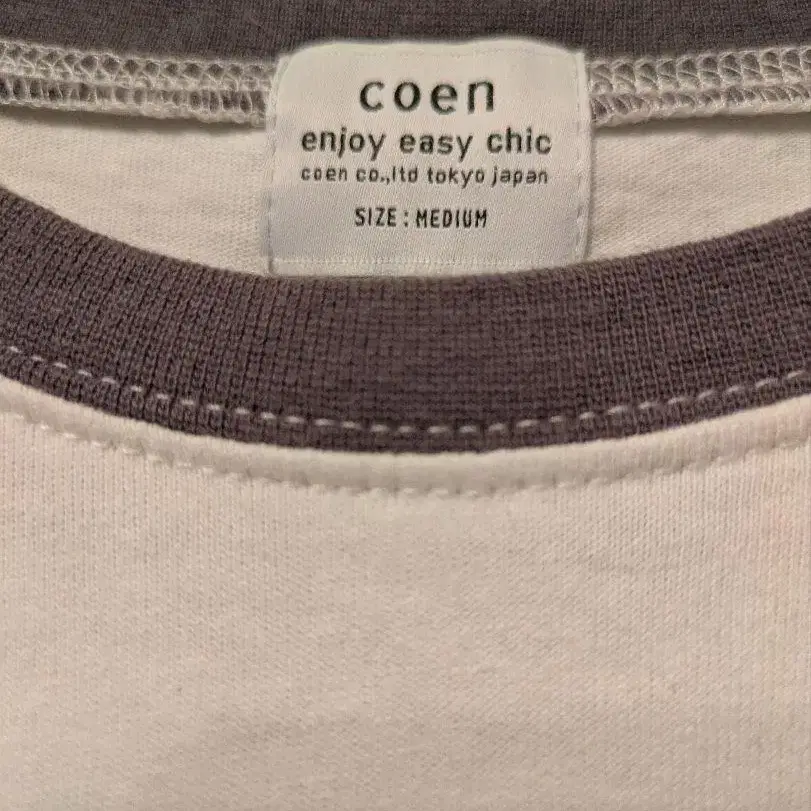 coen
enjoy easy chic
coen co.,ltd tokyo japan
SIZE : MEDIUM